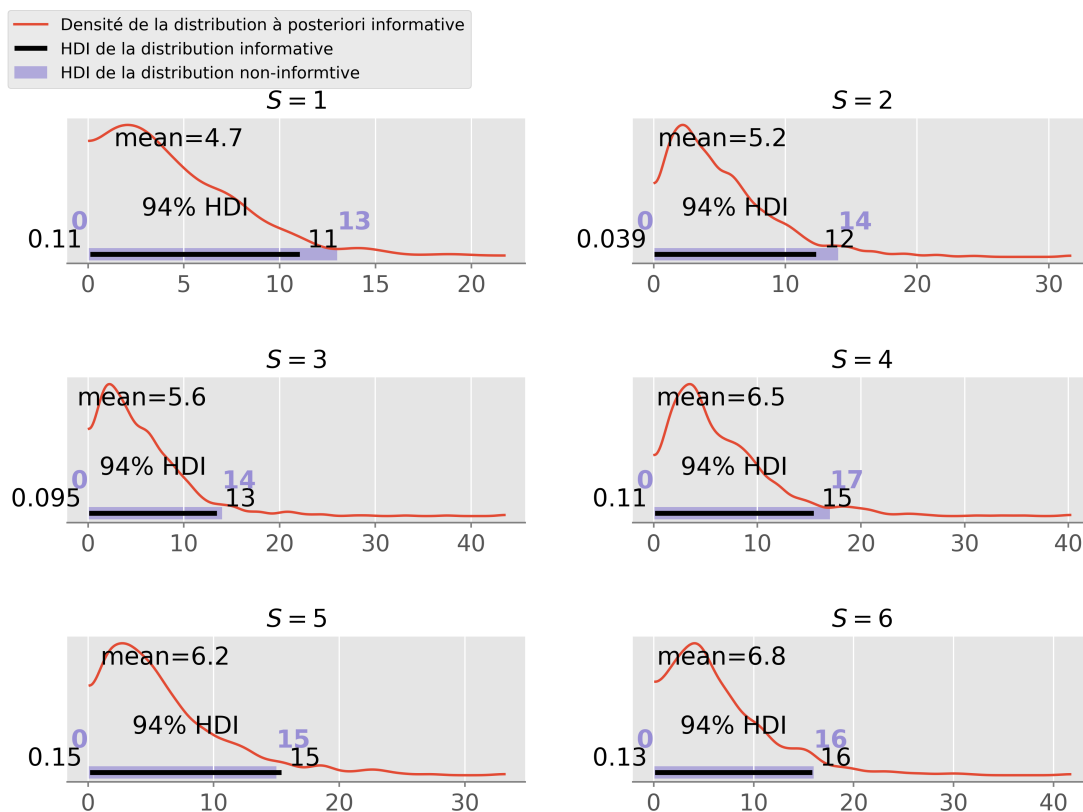 Densité de la distribution à posteriori informative
HDI de la distribution informative
HDI de la distribution non-informtive
S = 1
mean=4.7
94% HDI
0
13
0.11
11
0 5 10 15 20
S = 2
mean=5.2
94% HDI
0
14
0.039
12
0 10 20 30
S = 3
mean=5.6
94% HDI
0
14
0.095
13
0 10 20 30 40
S = 4
mean=6.5
94% HDI
0
17
0.11
15
0 10 20 30 40
S = 5
mean=6.2
94% HDI
0
15
0.15
15
0 10 20 30
S = 6
mean=6.8
94% HDI
0
16
0.13
16
0 10 20 30 40